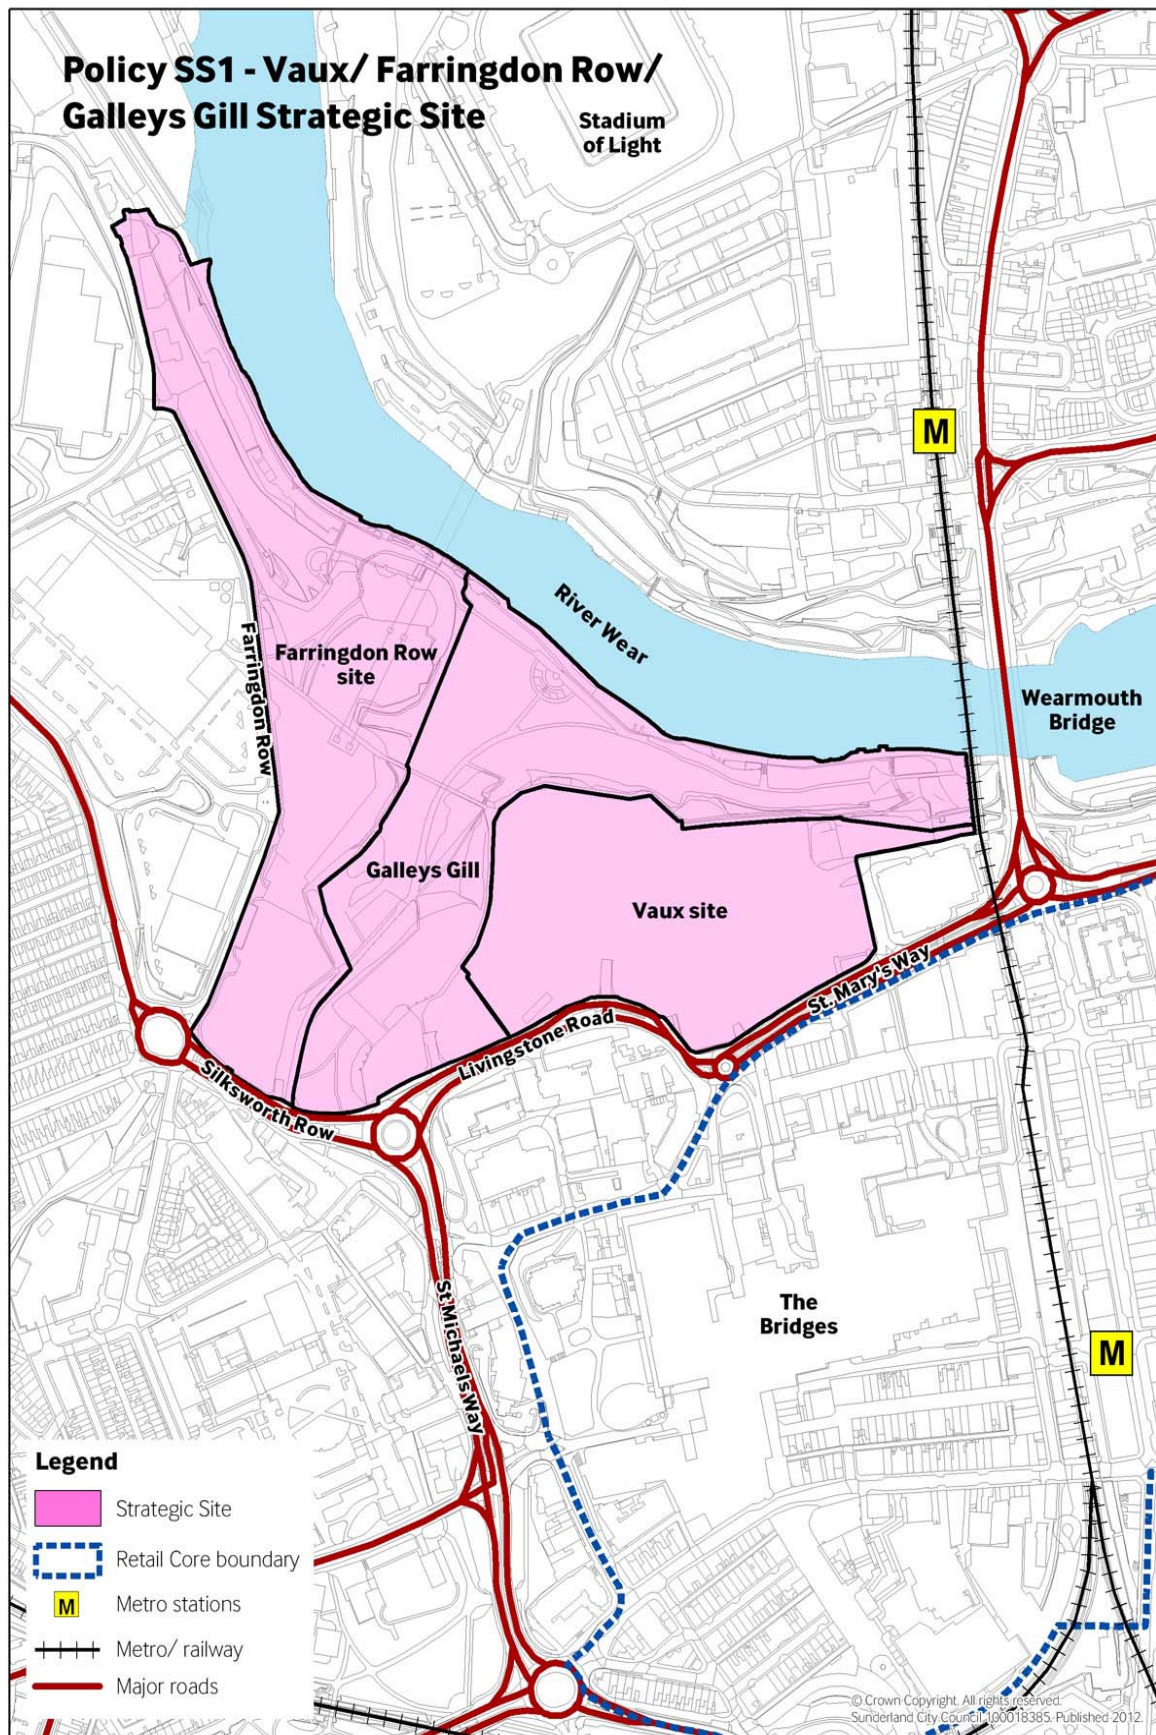 Policy SS1 - Vaux/ Farringdon Row/
Galleys Gill Strategic Site
Stadium
of Light
M
River Wear
Farringdon Row
site
Farringdon Row
Wearmouth
Bridge
Galleys Gill
Vaux site
St. Mary's Way
Livingstone Road
Silksworth Row
St Michaels Way
The
Bridges
M
Legend
Strategic Site
Retail Core boundary
M Metro stations
Metro/ railway
Major roads
© Crown Copyright. All rights reserved.
Sunderland City Council 100018385. Published 2012.